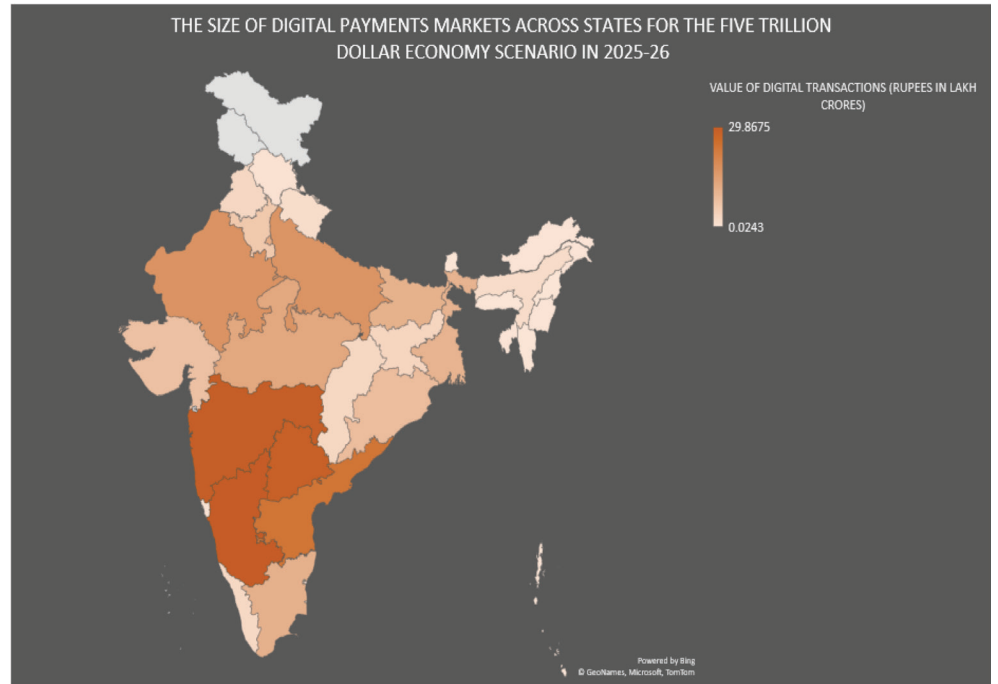 THE SIZE OF DIGITAL PAYMENTS MARKETS ACROSS STATES FOR THE FIVE TRILLION
DOLLAR ECONOMY SCENARIO IN 2025-26
VALUE OF DIGITAL TRANSACTIONS (RUPEES IN LAKH
CRORES)
29.8675
0.0243
Powered by Bing
© GeoNames, Microsoft, TomTom